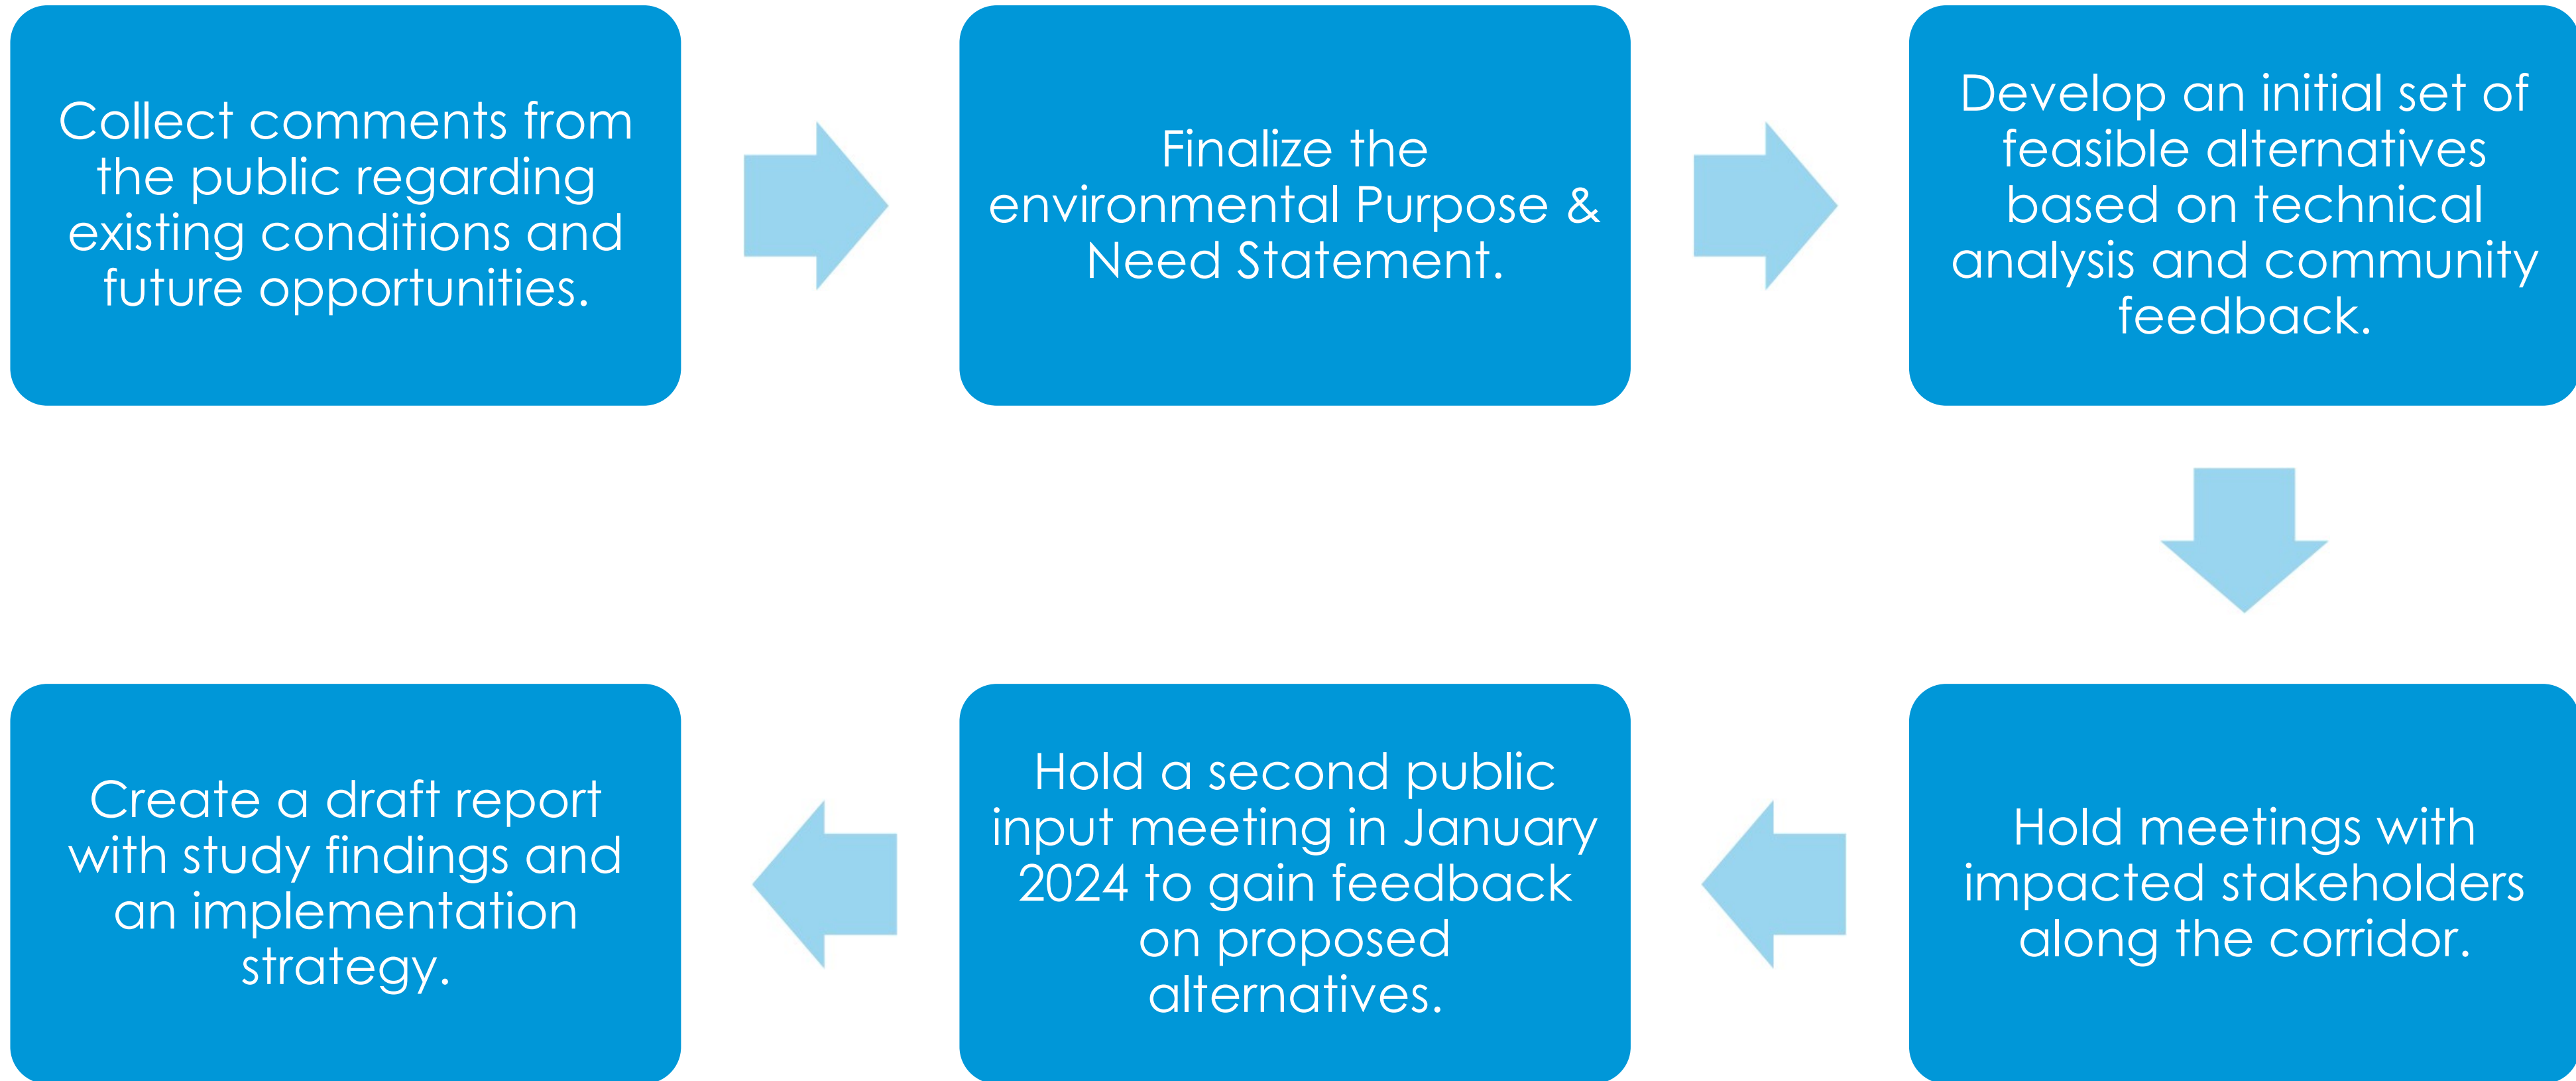 Collect comments from
the public regarding
existing conditions and
future opportunities.
Finalize the
environmental Purpose &
Need Statement.
Develop an initial set of
feasible alternatives
based on technical
analysis and community
feedback.
Hold meetings with
impacted stakeholders
along the corridor.
Hold a second public
input meeting in January
2024 to gain feedback
on proposed
alternatives.
Create a draft report
with study findings and
an implementation
strategy.